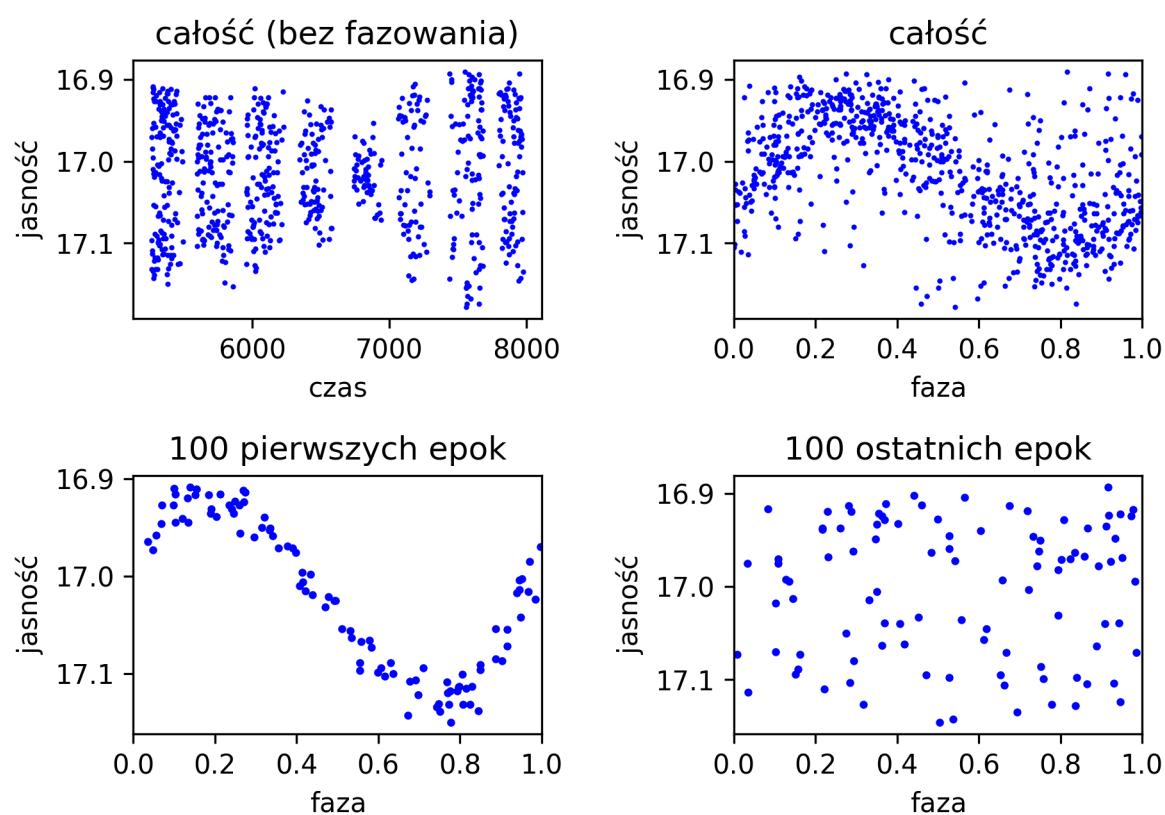 całość (bez fazowania)
16.9
17.0
17.1
jasność
6000 7000 8000
czas
całość
16.9
17.0
17.1
jasność
0.0 0.2 0.4 0.6 0.8 1.0
faza
100 pierwszych epok
16.9
17.0
17.1
jasność
0.0 0.2 0.4 0.6 0.8 1.0
faza
100 ostatnich epok
16.9
17.0
17.1
jasność
0.0 0.2 0.4 0.6 0.8 1.0
faza